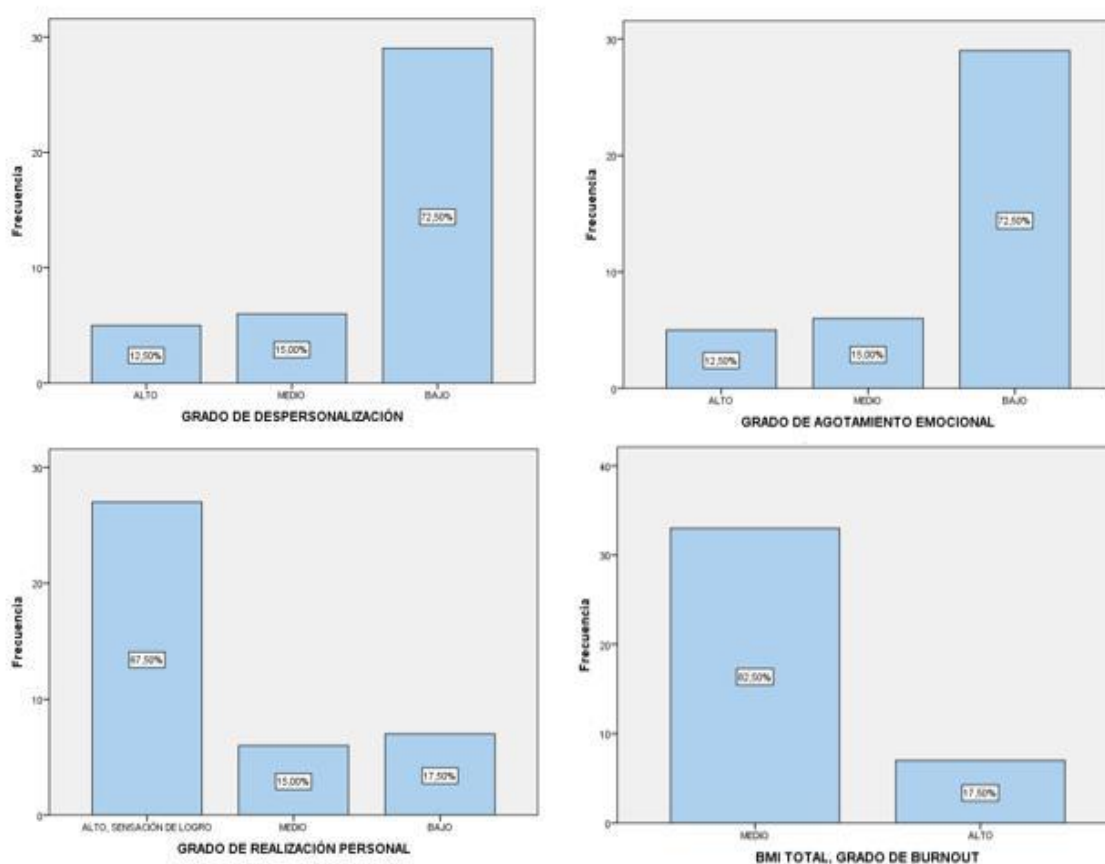 30
20
10
0
Frecuencia
12,50%
15,00%
72,50%
ALTO
MEDIO
BAJO
GRADO DE DESPERSONALIZACIÓN
30
20
10
0
Frecuencia
12,50%
15,00%
72,50%
ALTO
MEDIO
BAJO
GRADO DE AGOTAMIENTO EMOCIONAL
30
20
10
0
Frecuencia
67,50%
15,00%
17,50%
ALTO, SENSACIÓN DE LOGRO
MEDIO
BAJO
GRADO DE REALIZACIÓN PERSONAL
40
30
20
10
0
Frecuencia
82,50%
17,50%
MEDIO
ALTO
BMI TOTAL, GRADO DE BURNOUT